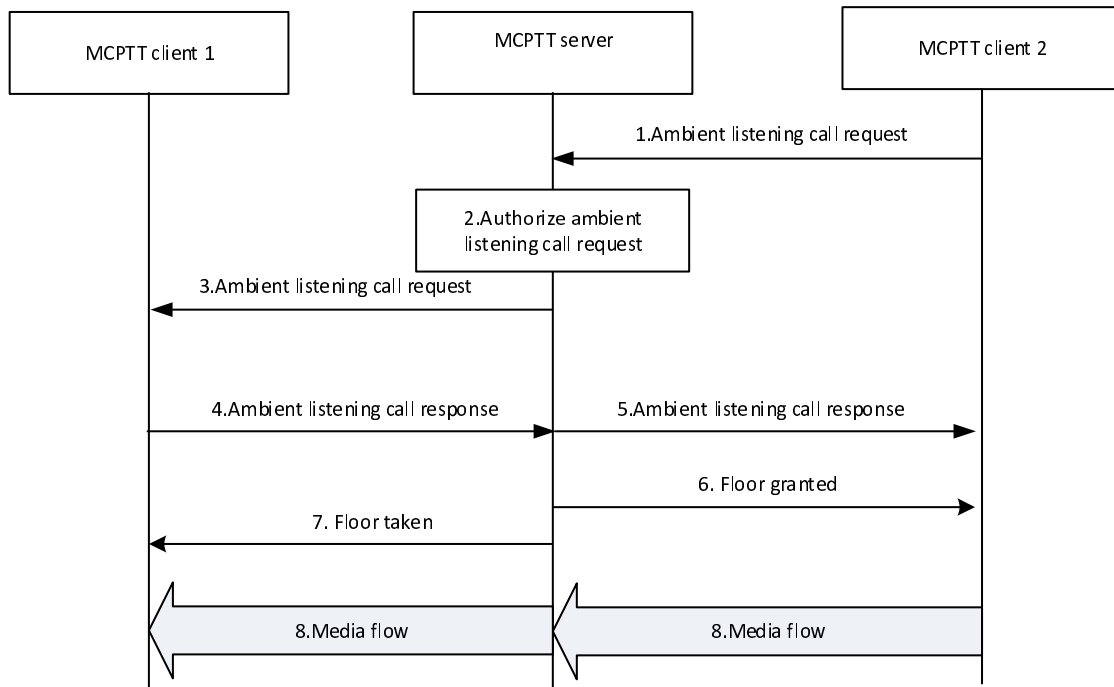 MCPTT client 1
MCPTT server
MCPTT client 2
1.Ambient listening call request
2.Authorize ambient
listening call request
3.Ambient listening call request
4.Ambient listening call response
5.Ambient listening call response
6. Floor granted
7. Floor taken
8.Media flow
8.Media flow